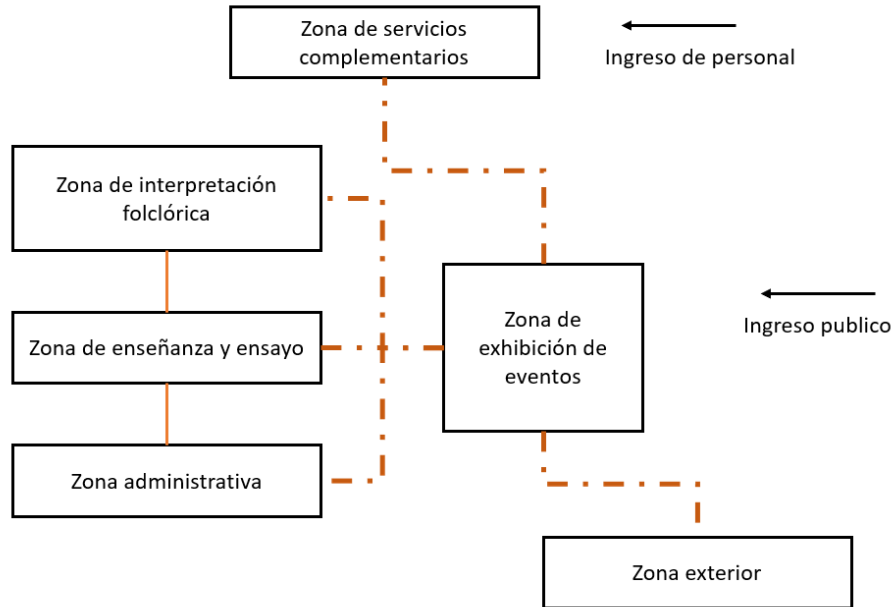 Zona de servicios
complementarios
Ingreso de personal
Zona de interpretación
folclórica
Zona de enseñanza y ensayo
Zona administrativa
Zona de
exhibición de
eventos
Ingreso publico
Zona exterior